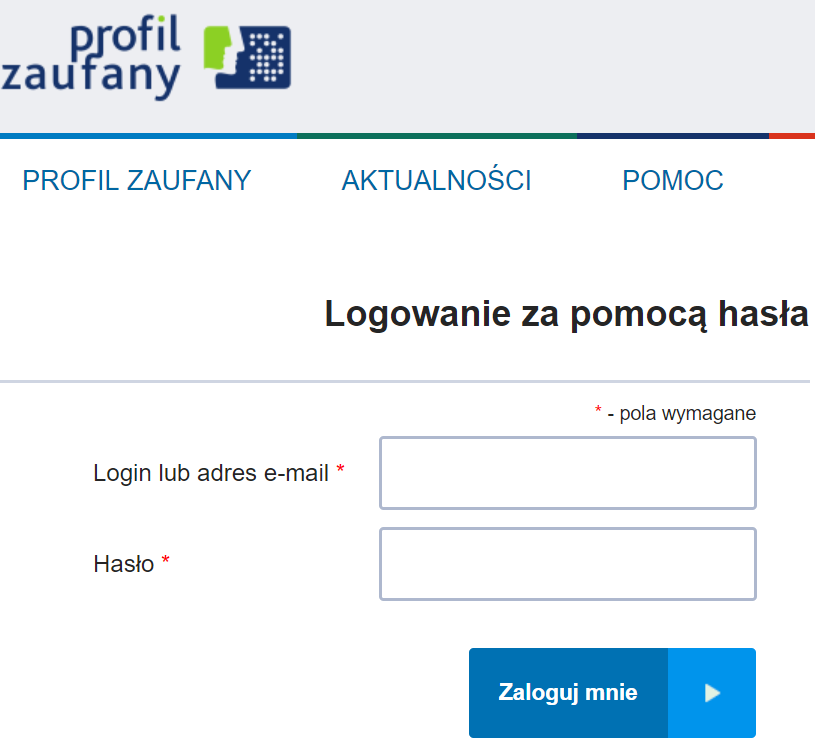 profil
zaufany
PROFIL ZAUFANY AKTUALNOŚCI POMOC
Logowanie za pomocą hasła
* - pola wymagane
Login lub adres e-mail *
Hasło *
Zaloguj mnie